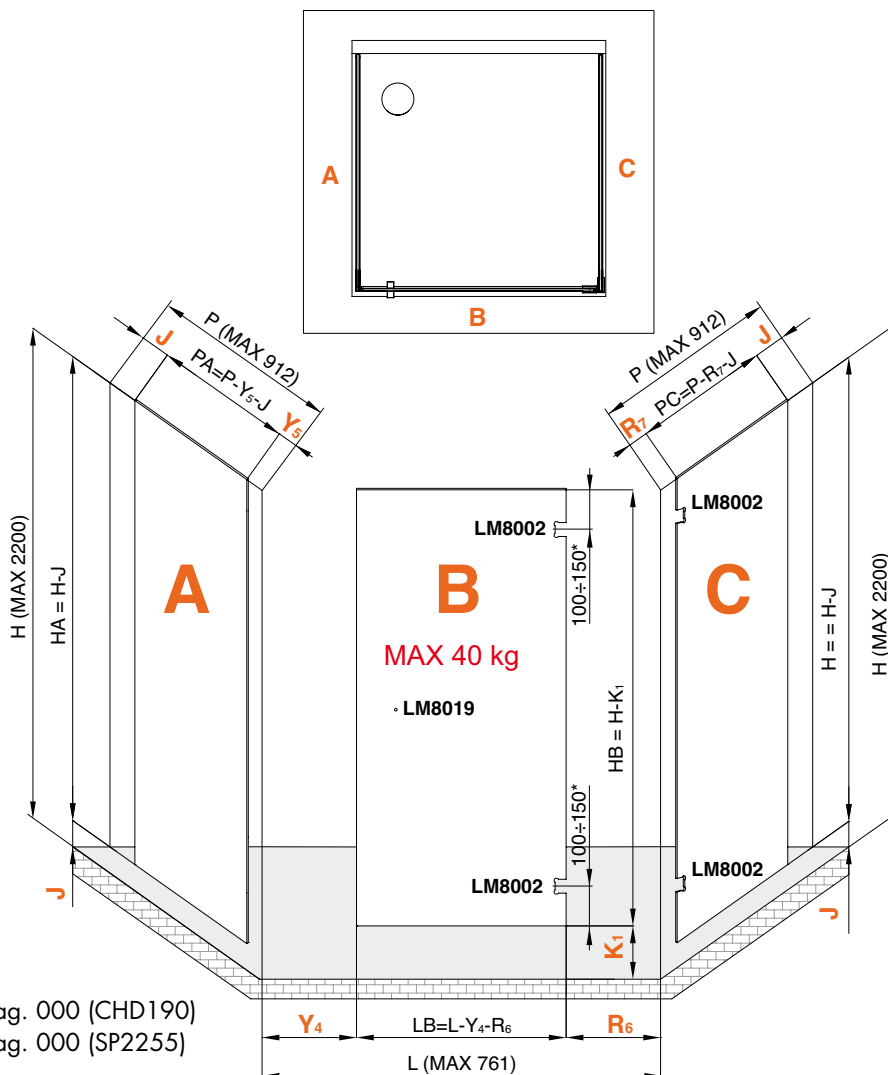 A
C
B
P (MAX 912)
J
PA=P-Y₅-J
Y₅
P (MAX 912)
J
PC=P-R₇-J
R₇
H (MAX 2200)
HA = H-J
A
LM8002
100÷150*
B
MAX 40 kg
LM8019
HB = H-K₁
100÷150*
LM8002
LM8002
C
LM8002
H = = H-J
H (MAX 2200)
J
K₁
J
ag. 000 (CHD190)
ag. 000 (SP2255)
Y₄
LB=L-Y₄-R₆
R₆
L (MAX 761)